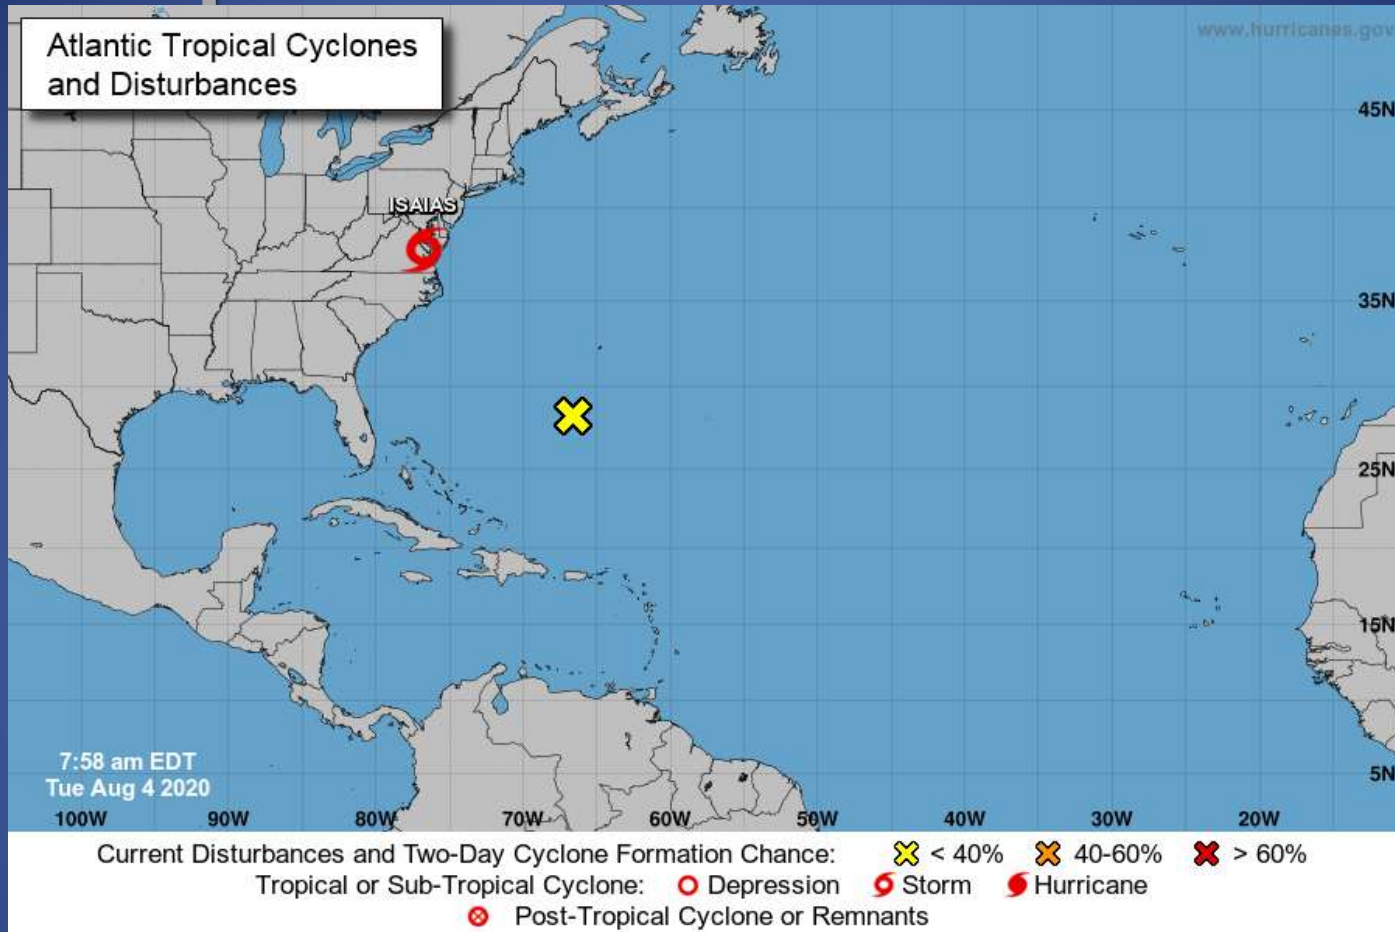 Atlantic Tropical Cyclones
and Disturbances
www.hurricanes.gov
45N
ISAIAS
35N
25N
15N
7:58 am EDT
Tue Aug 4 2020
5N
100W 90W 80W 70W 60W 50W 40W 30W 20W
Current Disturbances and Two-Day Cyclone Formation Chance: < 40% 40-60% > 60%
Tropical or Sub-Tropical Cyclone: Depression Storm Hurricane
Post-Tropical Cyclone or Remnants